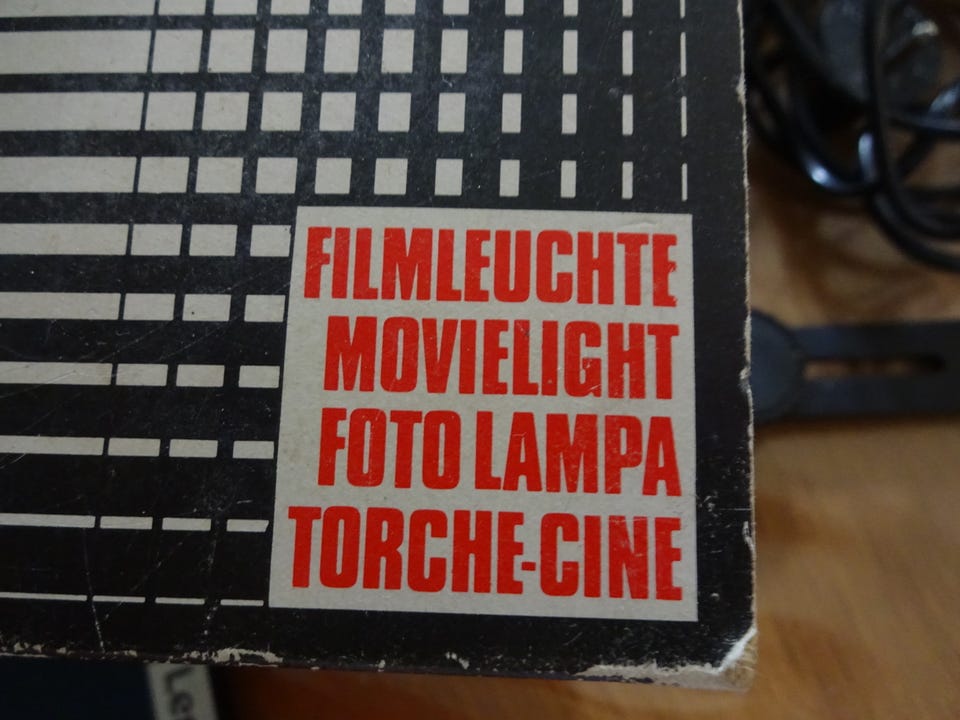 FILMLEUCHTE
MOVIELIGHT
FOTO LAMPA
TORCHE-CINE